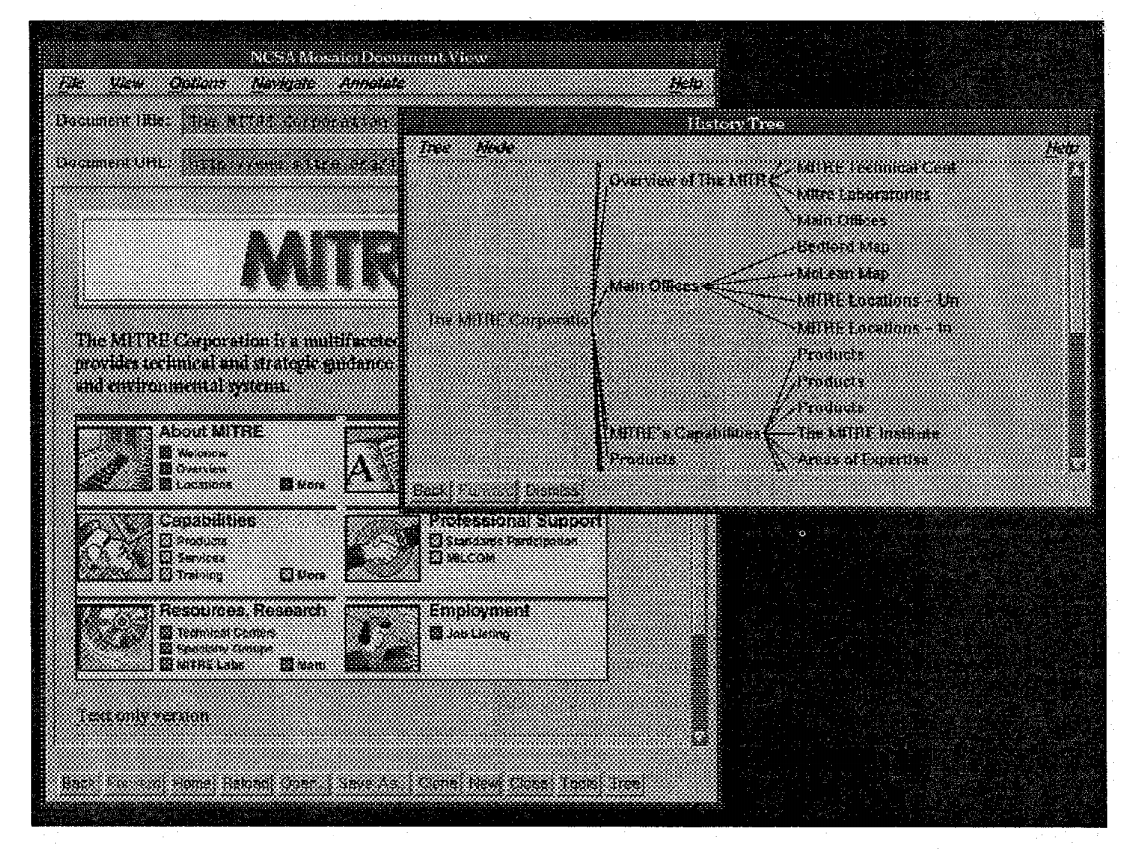 NCSA Mosaic: Document View
File View Options Navigate Annotate Help
Document Title: The MITRE Corporation
Document URL: http://www.mitre.org/
MITR
The MITRE Corporation is a multifaceted
provides technical and strategic guidance
and environmental systems.
About MITRE
Welcome
Overview
Locations More
A
Capabilities
Products
Services
Training More
Professional Support
Standards Participation
MILCOM
Resources, Research
Technical Centers
Specialty Groups
MITRE Labs More
Employment
Job Listing
Text only version
Back Forward Home Reload Open... Save As... Clone New Close Tools Tree
History Tree
Tree Node Help
Overview of The MITR
MITRE Technical Cent
Mitre Laboratories
Main Offices
Bedford Map
Main Offices
McLean Map
MITRE Locations - Un
The MITRE Corporatio
MITRE Locations - In
Products
Products
Products
MITRE's Capabilities
The MITRE Institute
Products
Areas of Expertise
Back Forward Dismiss